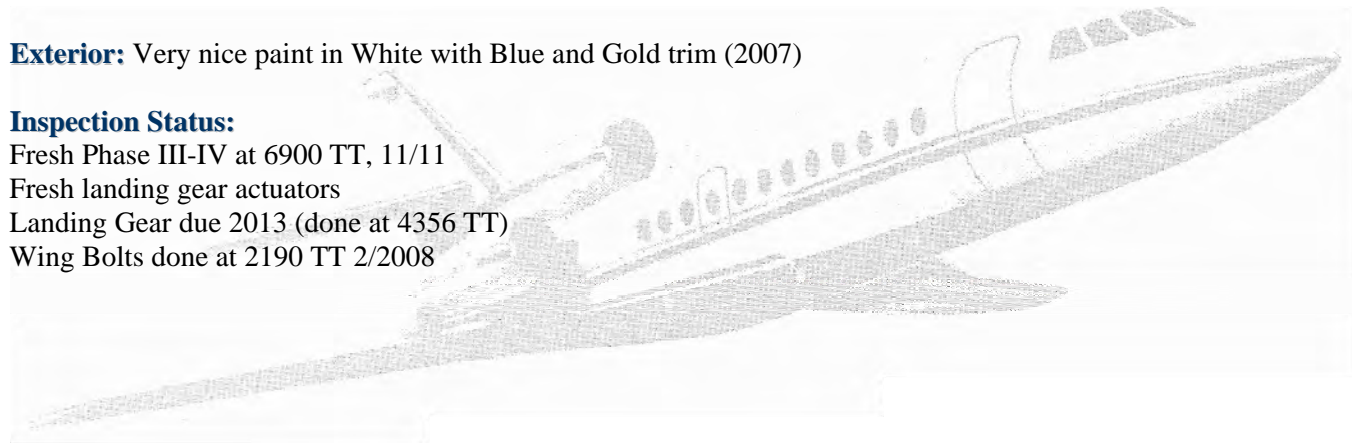 Exterior: Very nice paint in White with Blue and Gold trim (2007)
Inspection Status:
Fresh Phase III-IV at 6900 TT, 11/11
Fresh landing gear actuators
Landing Gear due 2013 (done at 4356 TT)
Wing Bolts done at 2190 TT 2/2008